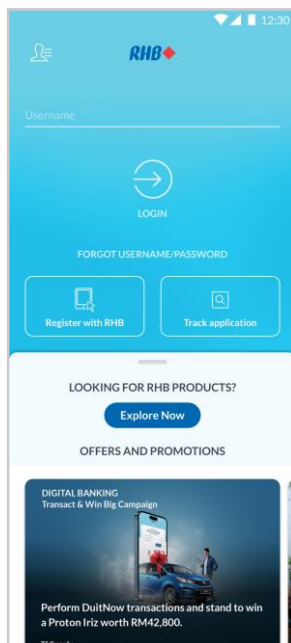 12:30
RHB
Username
LOGIN
FORGOT USERNAME/PASSWORD
Register with RHB
Track application
LOOKING FOR RHB PRODUCTS?
Explore Now
OFFERS AND PROMOTIONS
DIGITAL BANKING
Transact & Win Big Campaign
Perform DuitNow transactions and stand to win
a Proton Iriz worth RM42,800.